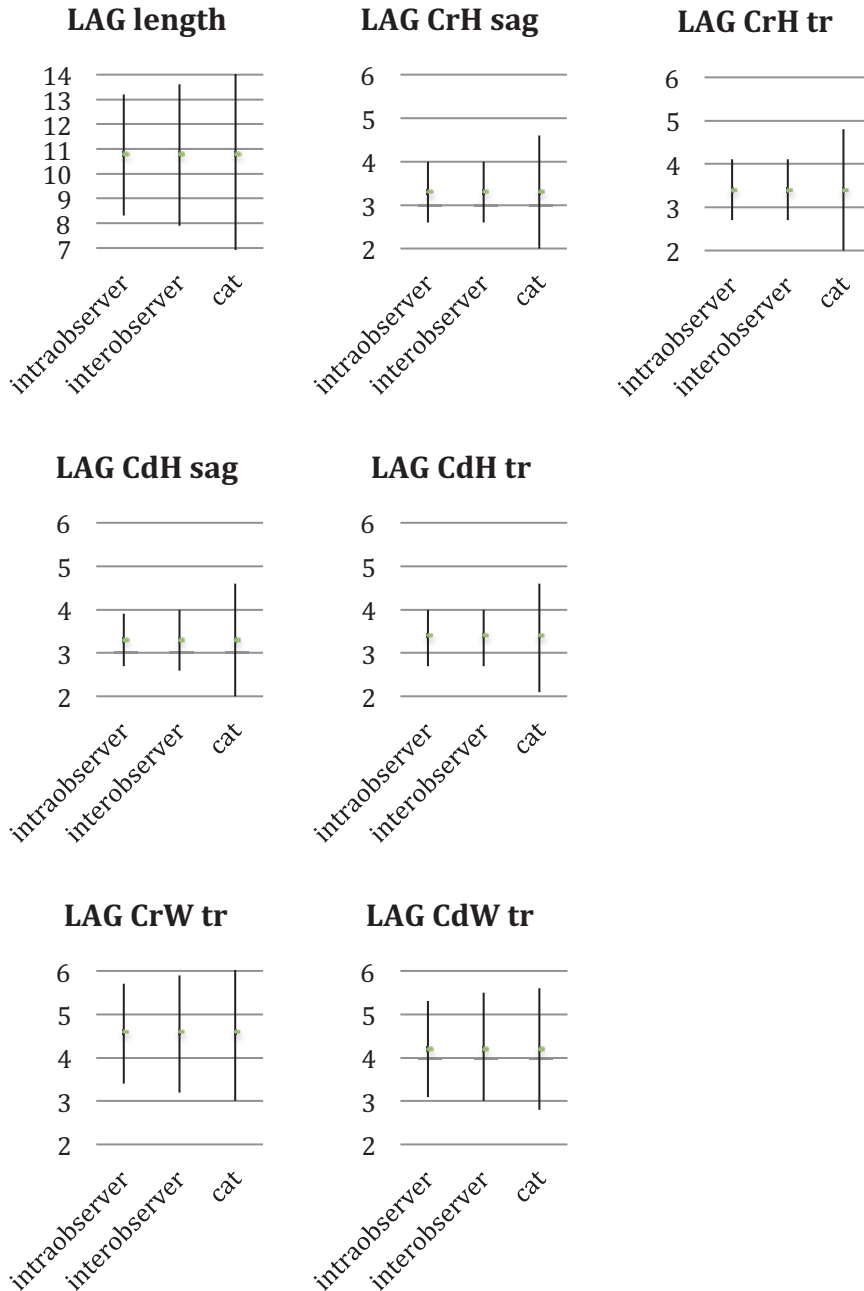 LAG length
14
13
12
11
10
9
8
7
intraobserver
interobserver
cat
LAG CrH sag
6
5
4
3
2
intraobserver
interobserver
cat
LAG CrH tr
6
5
4
3
2
intraobserver
interobserver
cat
LAG CdH sag
6
5
4
3
2
intraobserver
interobserver
cat
LAG CdH tr
6
5
4
3
2
intraobserver
interobserver
cat
LAG CrW tr
6
5
4
3
2
intraobserver
interobserver
cat
LAG CdW tr
6
5
4
3
2
intraobserver
interobserver
cat